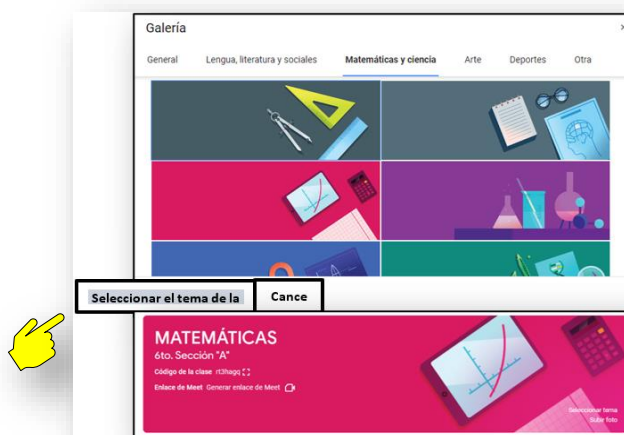 Galería
General Lengua, literatura y sociales Matemáticas y ciencia Arte Deportes Otra
Seleccionar el tema de la Cance
MATEMÁTICAS
6to. Sección "A"
Código de la clase rt3hagq
Enlace de Meet Generar enlace de Meet
Seleccionar tema
Subir foto